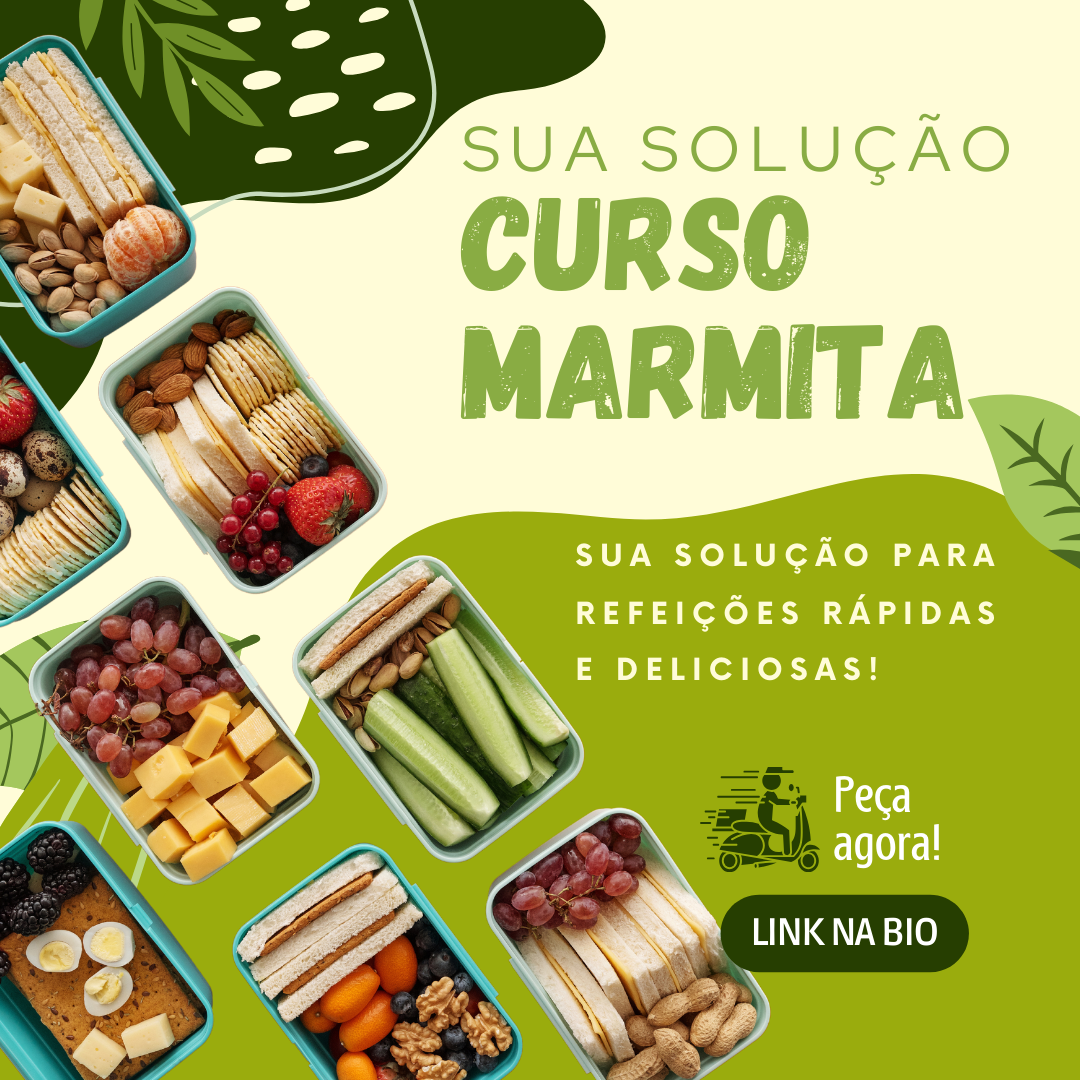 SUA SOLUÇÃO
CURSO
MARMITA
SUA SOLUÇÃO PARA
REFEIÇÕES RÁPIDAS
E DELICIOSAS!
Peça
agora!
LINK NA BIO